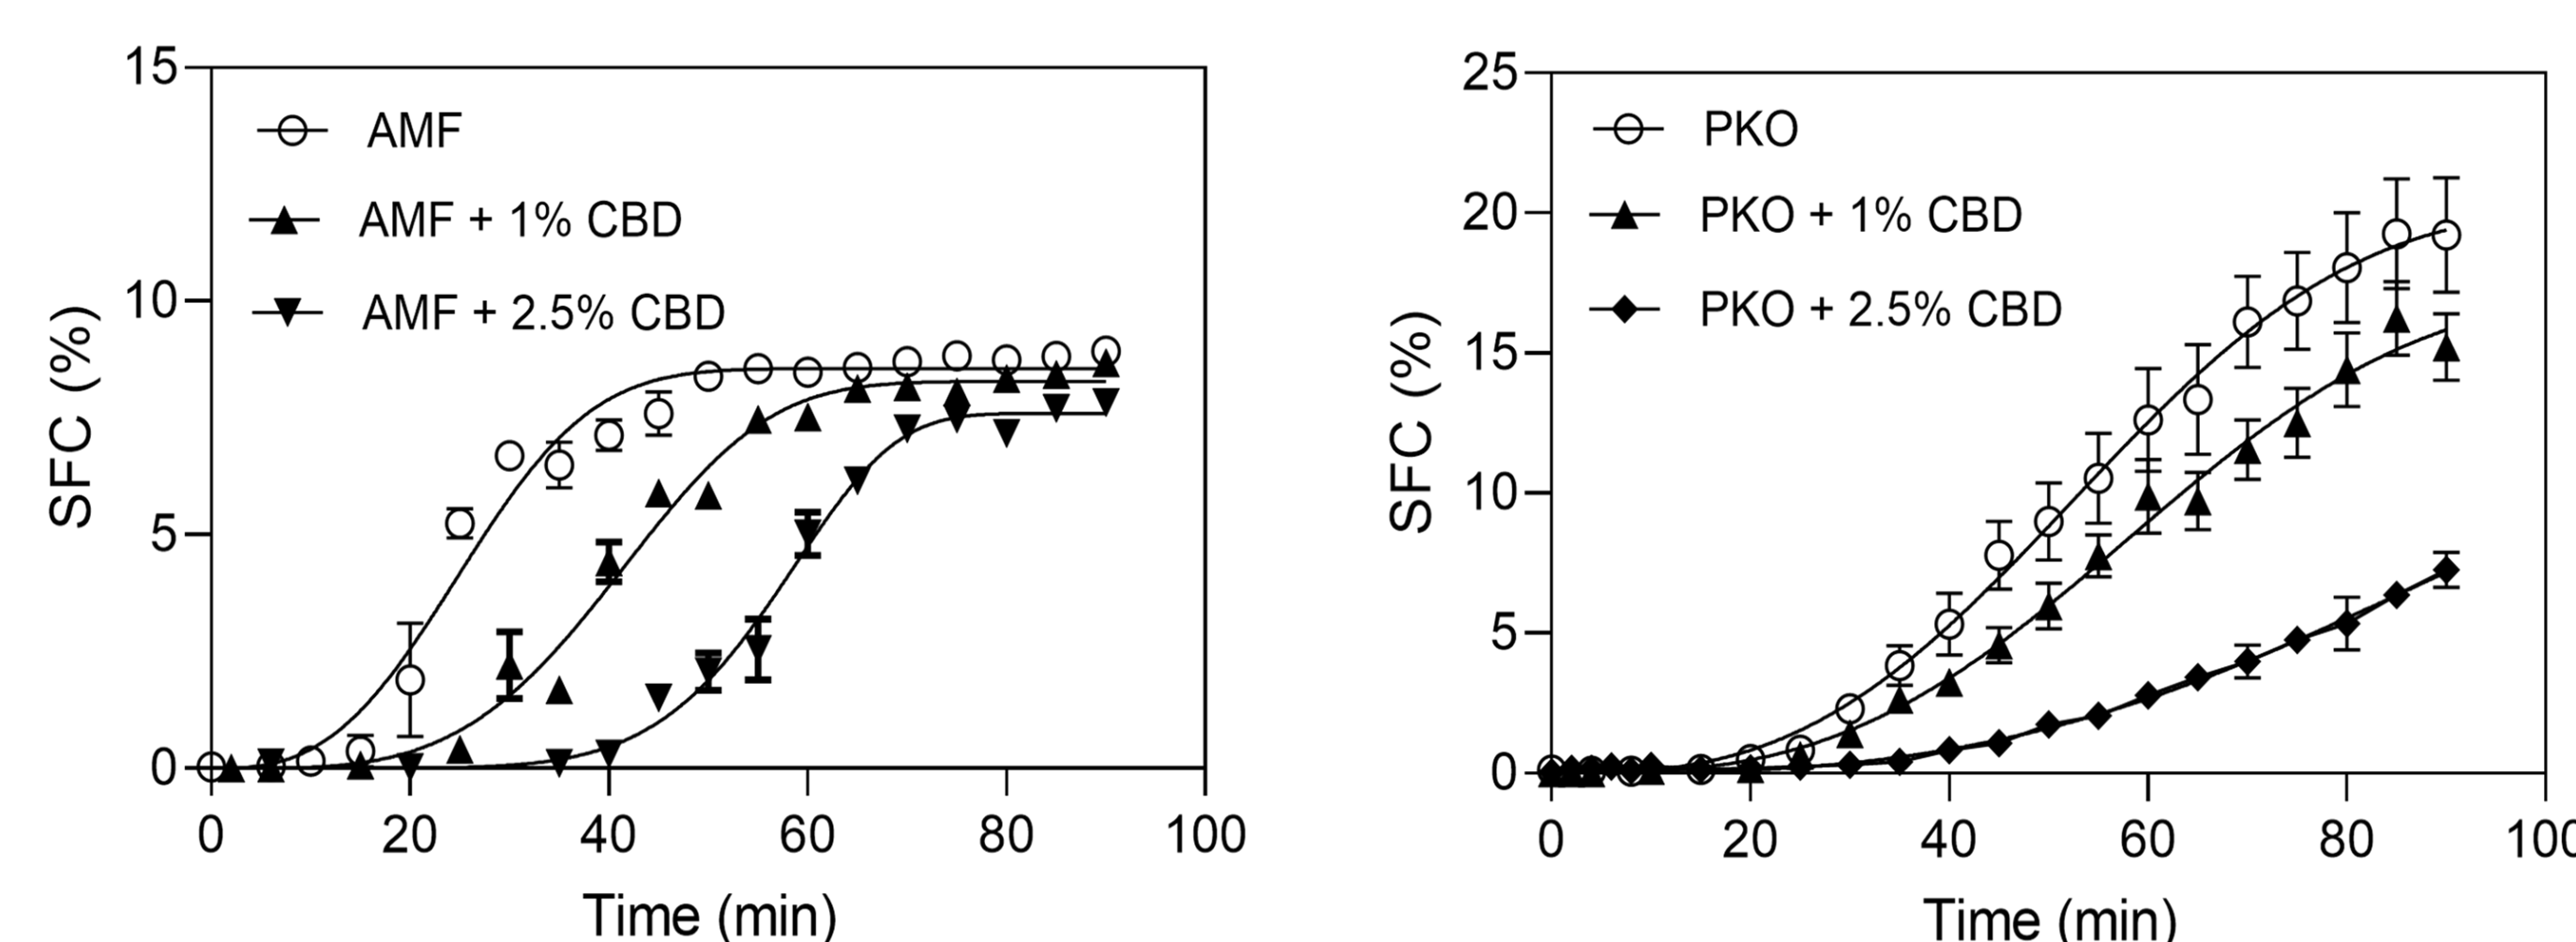 15
10
5
0
SFC (%)
AMF
AMF + 1% CBD
AMF + 2.5% CBD
0 20 40 60 80 100
Time (min)
25
20
15
10
5
0
SFC (%)
PKO
PKO + 1% CBD
PKO + 2.5% CBD
0 20 40 60 80 100
Time (min)